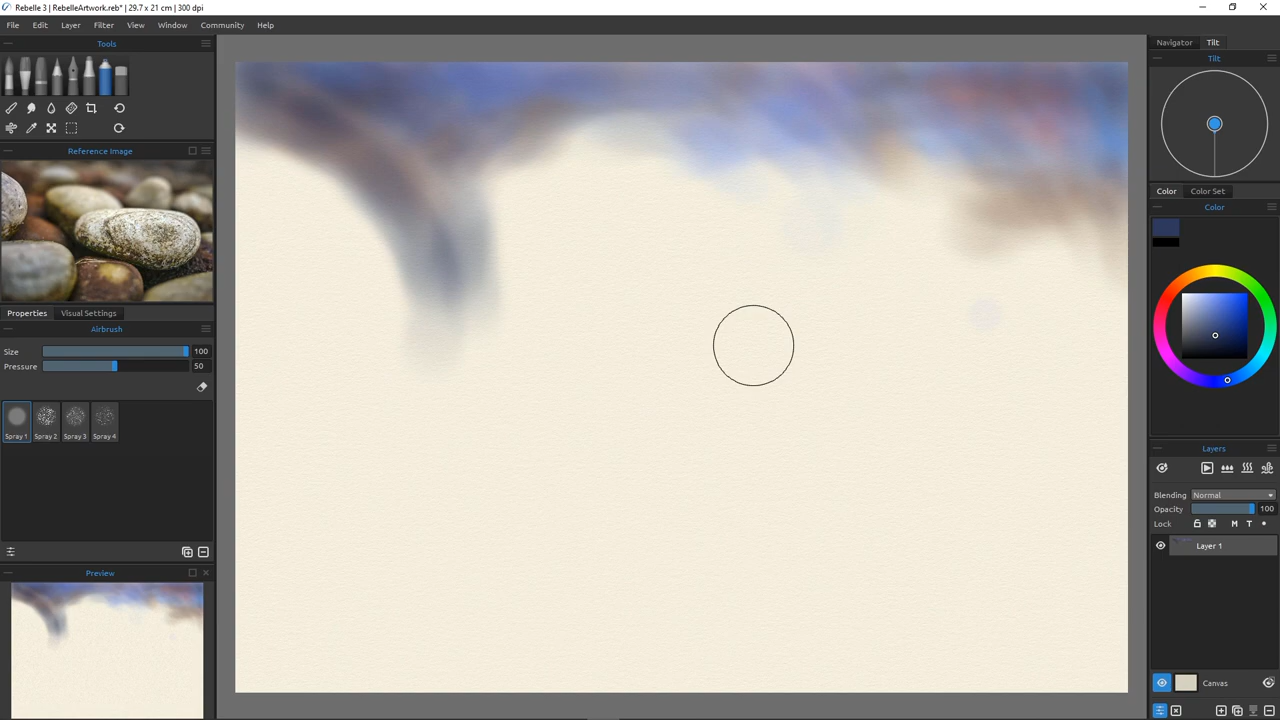 Rebelle 3 | RebelleArtwork.reb* | 29.7 x 21 cm | 300 dpi
File Edit Layer Filter View Window Community Help
Tools
Reference Image
Properties Visual Settings
Airbrush
Size 100
Pressure 50
Spray 1 Spray 2 Spray 3 Spray 4
Preview
Navigator Tilt
Tilt
Color Color Set
Color
Layers
Blending Normal
Opacity 100
Lock M T
Layer 1
Canvas